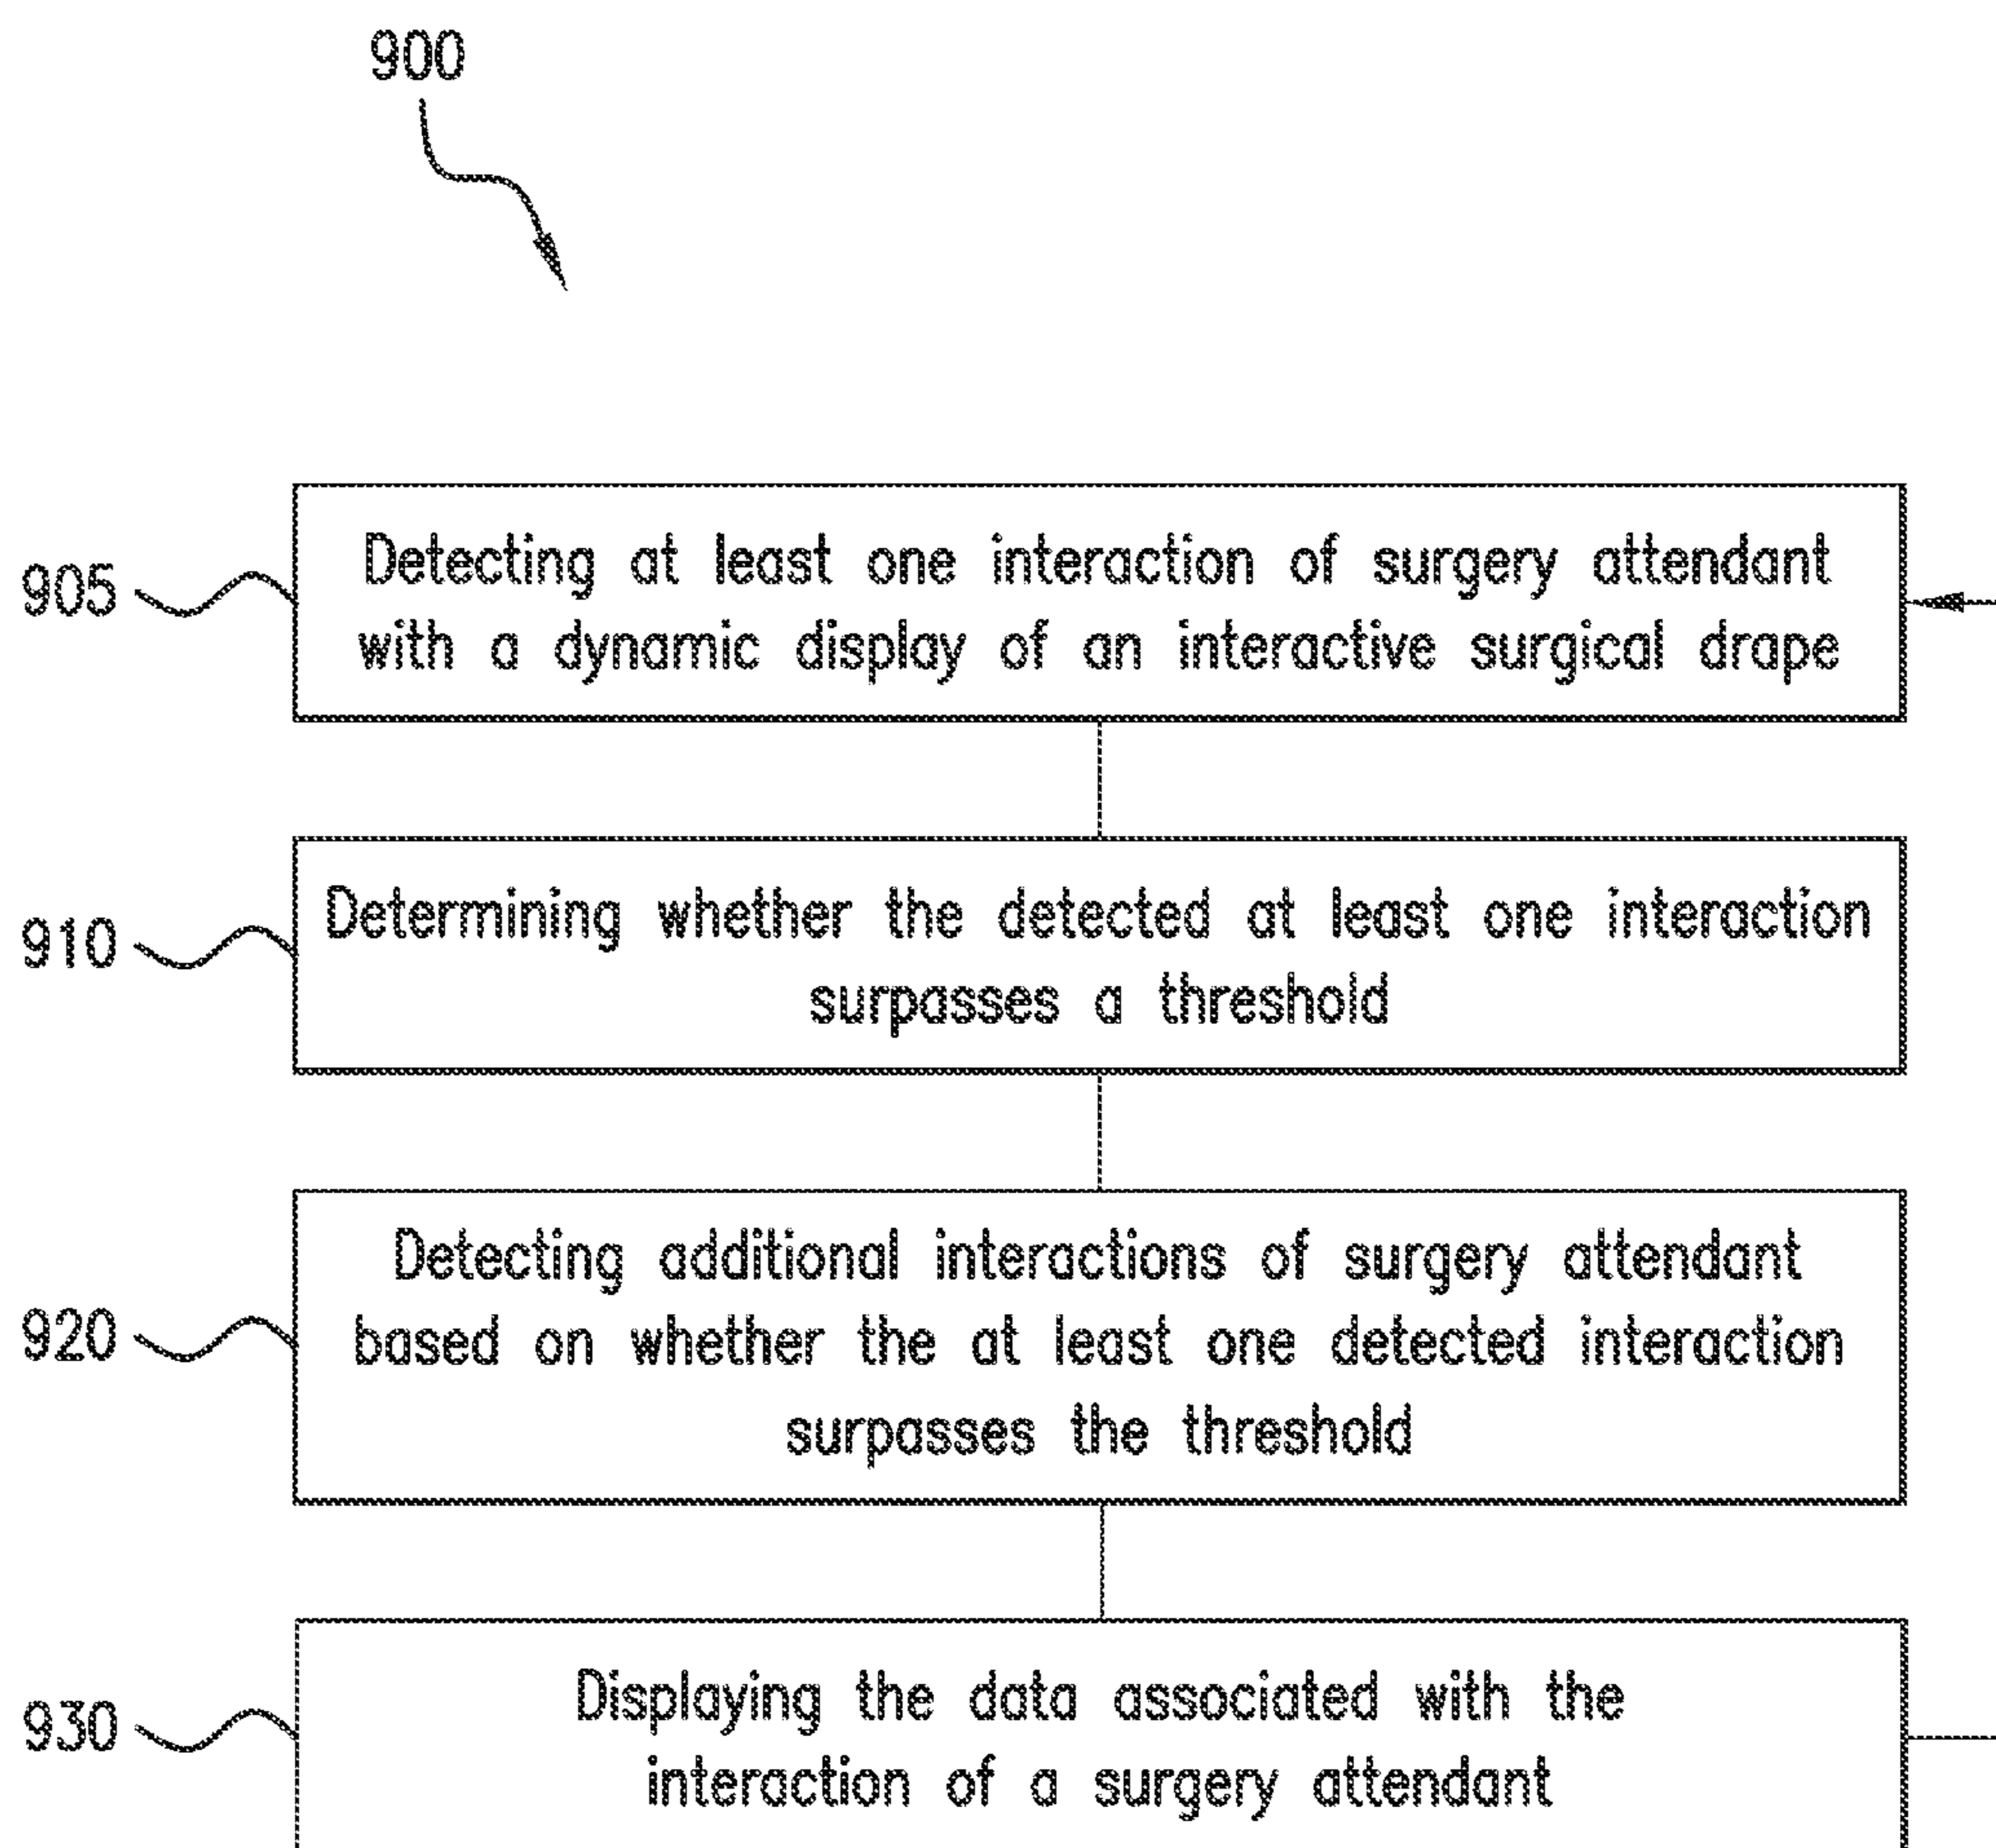 900
905
Detecting at least one interaction of surgery attendant
with a dynamic display of an interactive surgical drape
910
Determining whether the detected at least one interaction
surpasses a threshold
920
Detecting additional interactions of surgery attendant
based on whether the at least one detected interaction
surpasses the threshold
930
Displaying the data associated with the
interaction of a surgery attendant